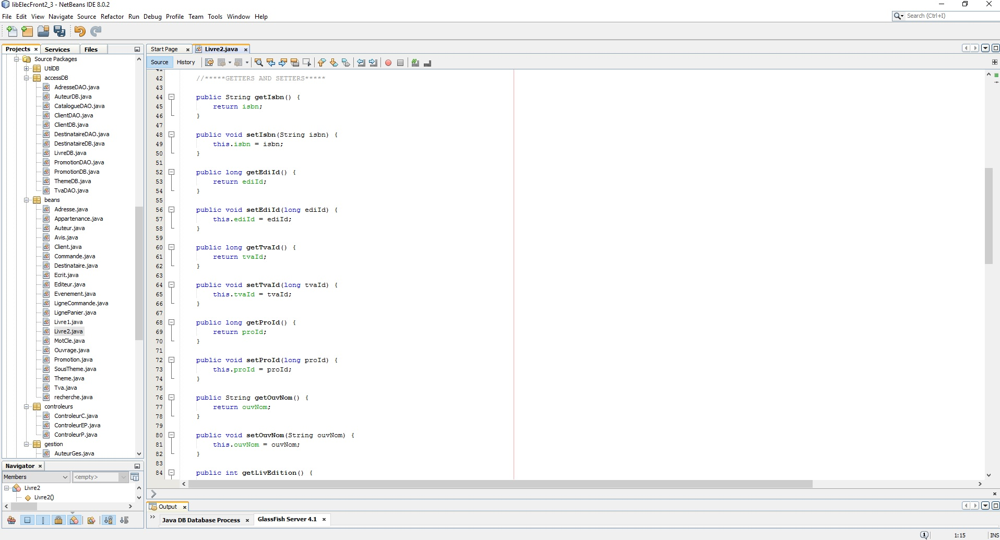 libElecFront2_3 - NetBeans IDE 8.0.2
File Edit View Navigate Source Refactor Run Debug Profile Team Tools Window Help
Search (Ctrl+I)
Projects Services Files
Source Packages
UtilDB
accessDB
AdresseDAO.java
AuteurDB.java
CatalogueDAO.java
ClientDAO.java
ClientDB.java
DestinataireDAO.java
DestinataireDB.java
LivreDB.java
PromotionDAO.java
PromotionDB.java
ThemeDB.java
TvaDAO.java
beans
Adresse.java
Appartenance.java
Auteur.java
Avis.java
Client.java
Commande.java
Destinataire.java
Ecrit.java
Editeur.java
Evenement.java
LigneCommande.java
LignePanier.java
Livre1.java
Livre2.java
MotCle.java
Ouvrage.java
Promotion.java
SousTheme.java
Theme.java
Tva.java
recherche.java
controleurs
ControleurC.java
ControleurEP.java
ControleurP.java
gestion
AuteurGes.java
Navigator
Members <empty>
Livre2
Livre2()
Start Page Livre2.java
Source History
41
42 //*****GETTERS AND SETTERS*****
43
44 public String getIsbn() {
45 return isbn;
46 }
47
48 public void setIsbn(String isbn) {
49 this.isbn = isbn;
50 }
51
52 public long getEdiId() {
53 return ediId;
54 }
55
56 public void setEdiId(long ediId) {
57 this.ediId = ediId;
58 }
59
60 public long getTvaId() {
61 return tvaId;
62 }
63
64 public void setTvaId(long tvaId) {
65 this.tvaId = tvaId;
66 }
67
68 public long getProId() {
69 return proId;
70 }
71
72 public void setProId(long proId) {
73 this.proId = proId;
74 }
75
76 public String getOuvNom() {
77 return ouvNom;
78 }
79
80 public void setOuvNom(String ouvNom) {
81 this.ouvNom = ouvNom;
82 }
83
84 public int getLivEdition() {
Output
Java DB Database Process GlassFish Server 4.1
1 1:15 INS